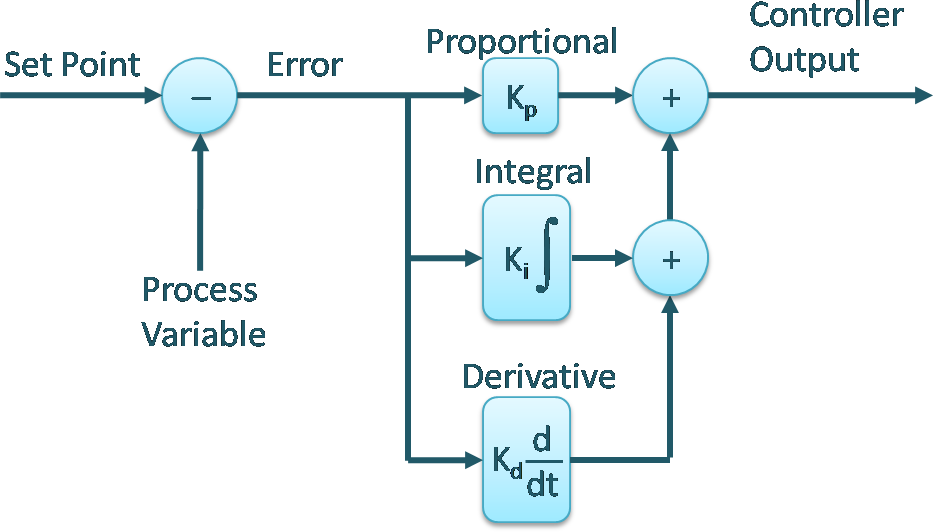 Set Point
Error
Proportional
Controller
Output
−
Kp
+
Integral
Ki ∫
+
Process
Variable
Derivative
Kd d/dt